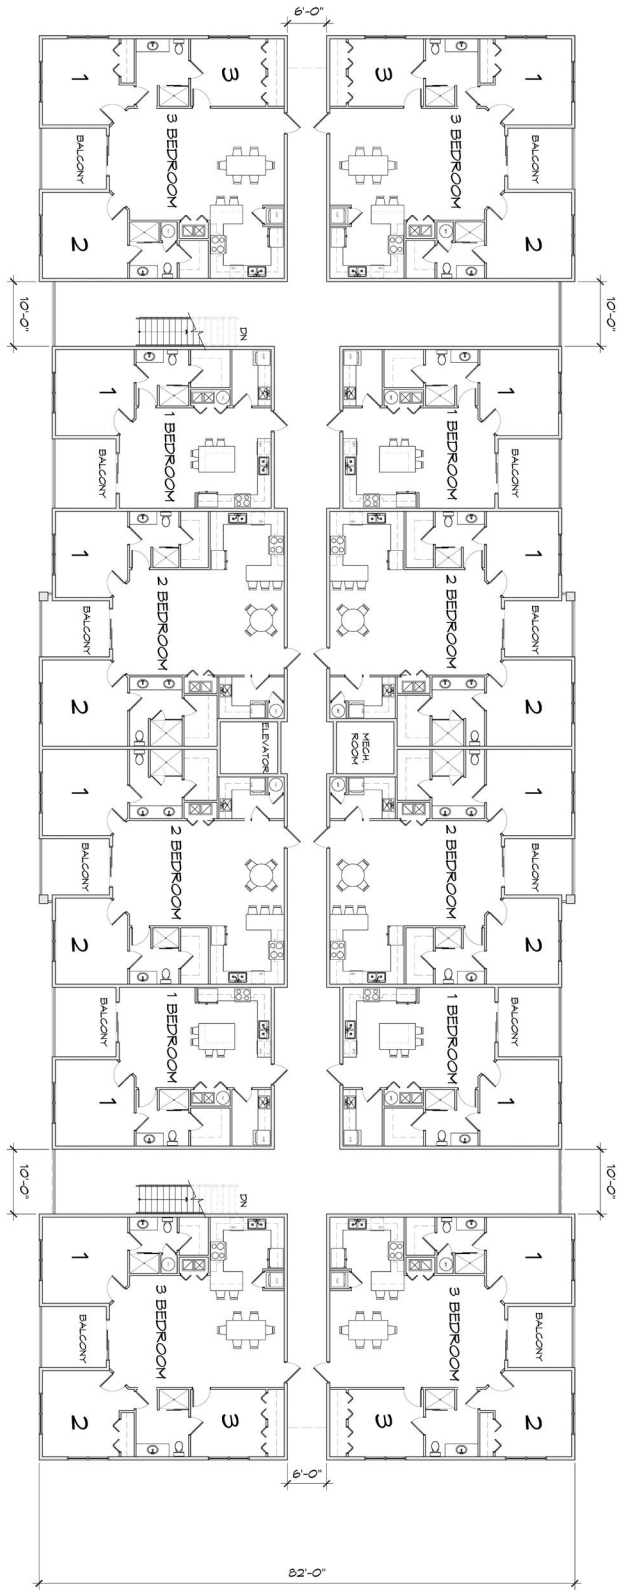 6'-0"
1
3
3
1
3 BEDROOM
3 BEDROOM
BALCONY
BALCONY
2
2
10'-0"
10'-0"
DN
1
1
1 BEDROOM
1 BEDROOM
BALCONY
BALCONY
1
1
2 BEDROOM
2 BEDROOM
BALCONY
BALCONY
2
2
ELEVATOR
MECH.
ROOM
1
1
2 BEDROOM
2 BEDROOM
BALCONY
BALCONY
2
2
1 BEDROOM
1 BEDROOM
BALCONY
BALCONY
1
1
10'-0"
10'-0"
DN
1
1
3 BEDROOM
3 BEDROOM
BALCONY
BALCONY
2
3
3
2
6'-0"
82'-0"